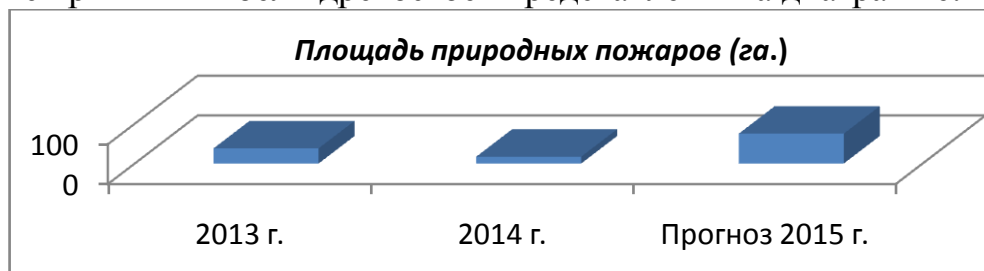 Площадь природных пожаров (га.)
100
0
2013 г.
2014 г.
Прогноз 2015 г.